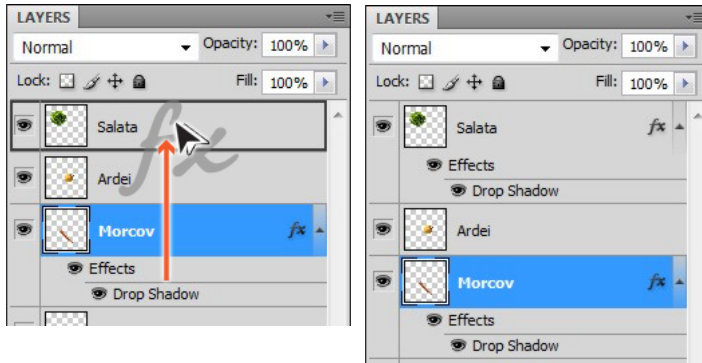 LAYERS
Normal Opacity: 100%
Lock: Fill: 100%
Salata
fx
Ardei
Morcov fx
Effects
Drop Shadow
LAYERS
Normal Opacity: 100%
Lock: Fill: 100%
Salata fx
Effects
Drop Shadow
Ardei
Morcov fx
Effects
Drop Shadow